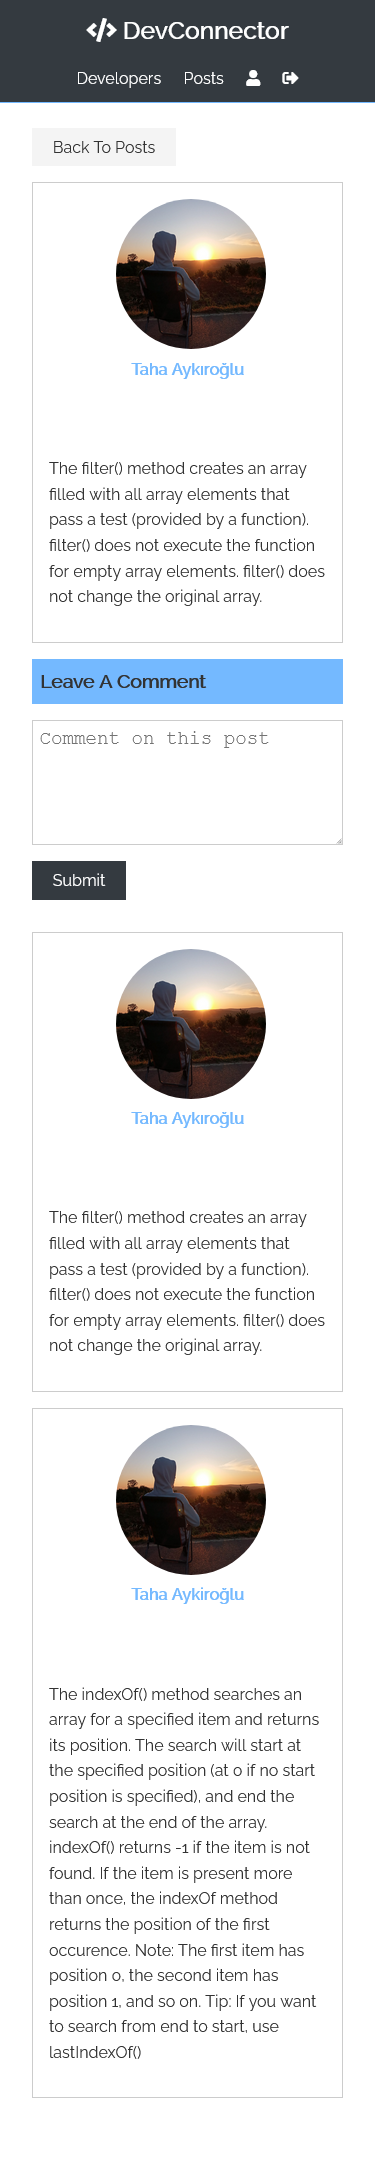 </> DevConnector
Developers Posts
Back To Posts
Taha Aykıroğlu
The filter() method creates an array
filled with all array elements that
pass a test (provided by a function).
filter() does not execute the function
for empty array elements. filter() does
not change the original array.
Leave A Comment
Comment on this post
Submit
Taha Aykıroğlu
The filter() method creates an array
filled with all array elements that
pass a test (provided by a function).
filter() does not execute the function
for empty array elements. filter() does
not change the original array.
Taha Aykiroğlu
The indexOf() method searches an
array for a specified item and returns
its position. The search will start at
the specified position (at 0 if no start
position is specified), and end the
search at the end of the array.
indexOf() returns -1 if the item is not
found. If the item is present more
than once, the indexOf method
returns the position of the first
occurence. Note: The first item has
position 0, the second item has
position 1, and so on. Tip: If you want
to search from end to start, use
lastIndexOf()